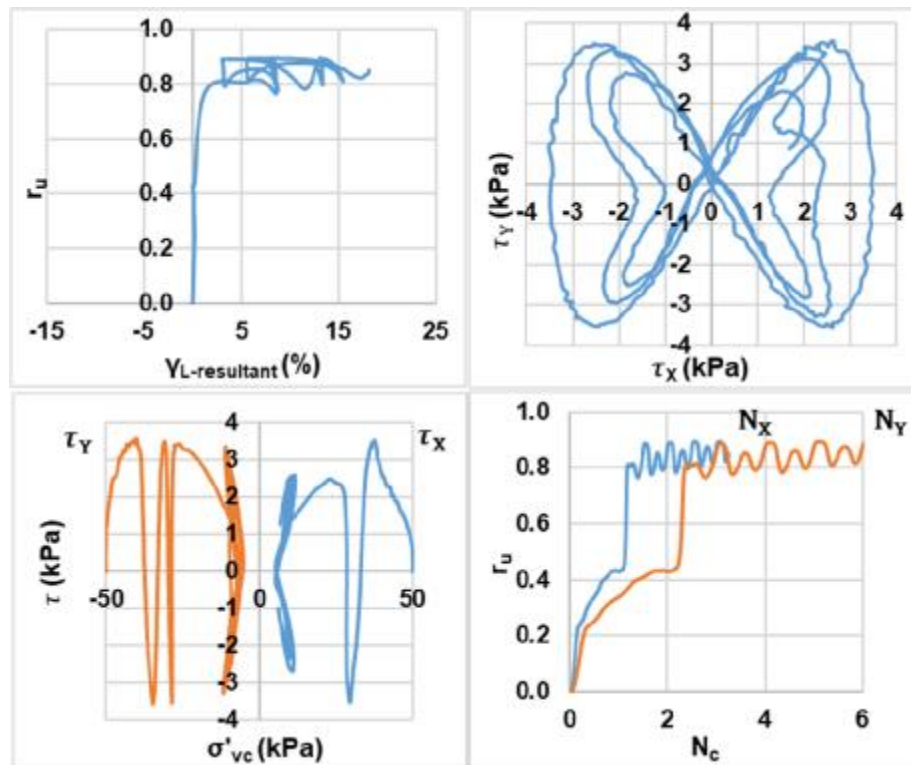 1.0
0.8
0.6
r_u
0.4
0.2
0.0
-15 -5 5 15 25
γ_L-resultant (%)
4
3
2
1
0
-1
-2
-3
-4
τ_Y (kPa)
-4 -3 -2 -1 0 1 2 3 4
τ_X (kPa)
τ_Y 4 τ_X
3
2
1
0
-1
-2
-3
-4
τ (kPa)
-50 0 50
σ'_vc (kPa)
1.0 N_X N_Y
0.8
0.6
r_u
0.4
0.2
0.0
0 2 4 6
N_c